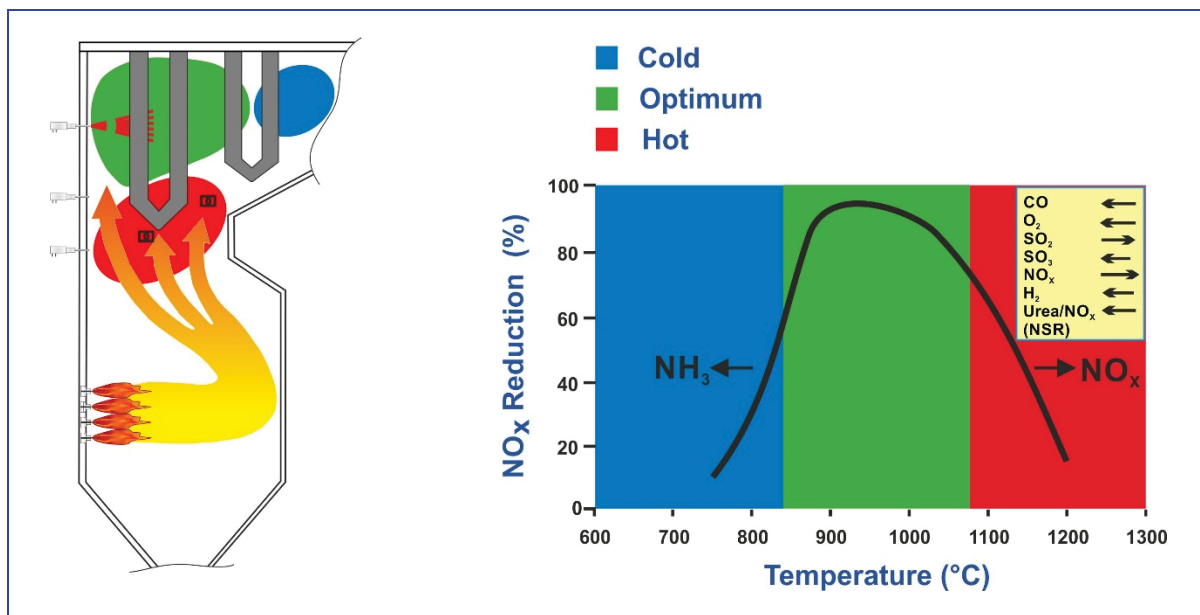 Cold
Optimum
Hot
NOx Reduction (%)
100
80
60
40
20
0
600
700
800
900
1000
1100
1200
1300
Temperature (°C)
NH₃
NOx
CO
O₂
SO₂
SO₃
NOx
H₂
Urea/NOx
(NSR)